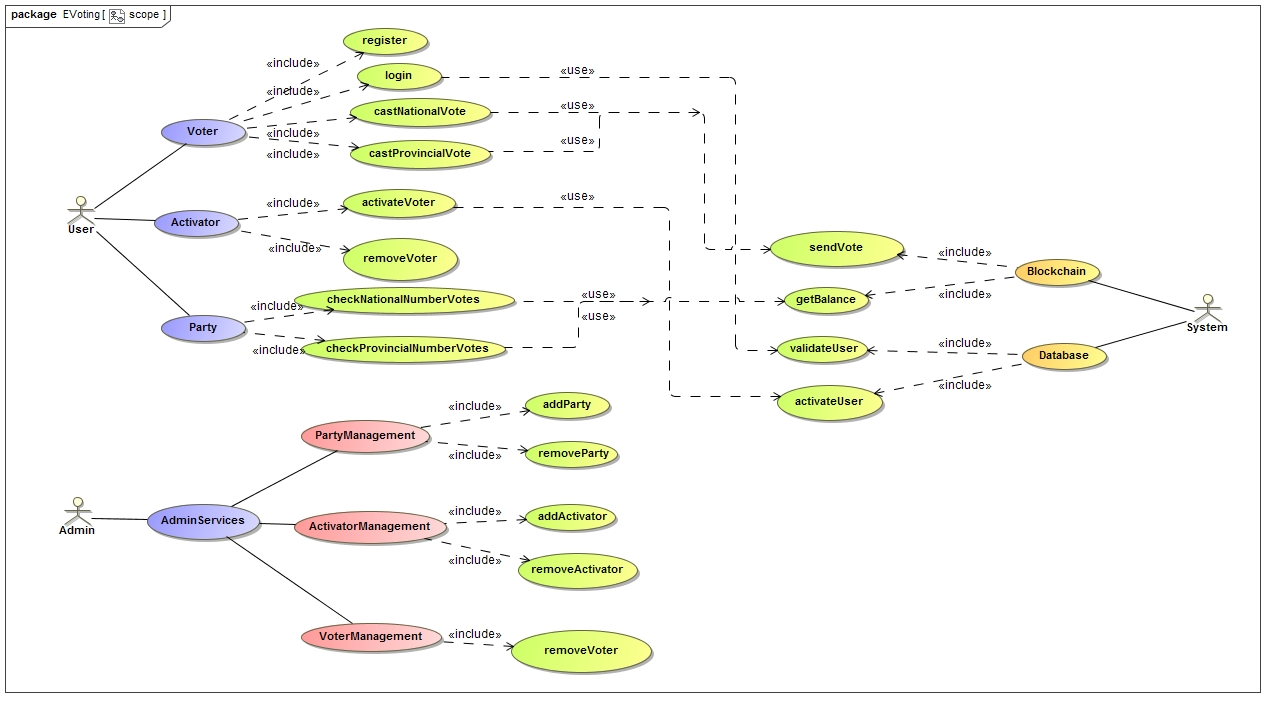 package EVoting [ scope ]
register
«include»
login
«use»
«include»
castNationalVote
«use»
Voter
«include»
«use»
castProvincialVote
«include»
User
Activator
«include»
activateVoter
«use»
«include»
removeVoter
Party
«include»
checkNationalNumberVotes
«use»
«use»
«include»
checkProvincialNumberVotes
sendVote
«include»
Blockchain
getBalance
«include»
System
validateUser
«include»
Database
activateUser
«include»
PartyManagement
«include»
addParty
«include»
removeParty
Admin
AdminServices
ActivatorManagement
«include»
addActivator
«include»
removeActivator
VoterManagement
«include»
removeVoter